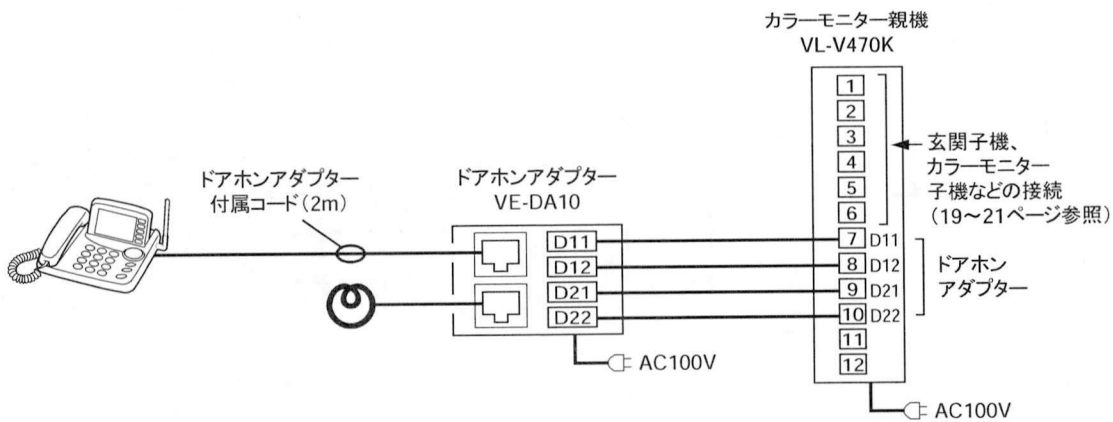 カラーモニター親機
VL-V470K
1
2
3
4
5
6
玄関子機、
カラーモニター
子機などの接続
（19〜21ページ参照）
ドアホンアダプター
付属コード（2m）
ドアホンアダプター
VE-DA10
D11
D12
D21
D22
AC100V
7 D11
8 D12
9 D21
10 D22
11
12
ドアホン
アダプター
AC100V